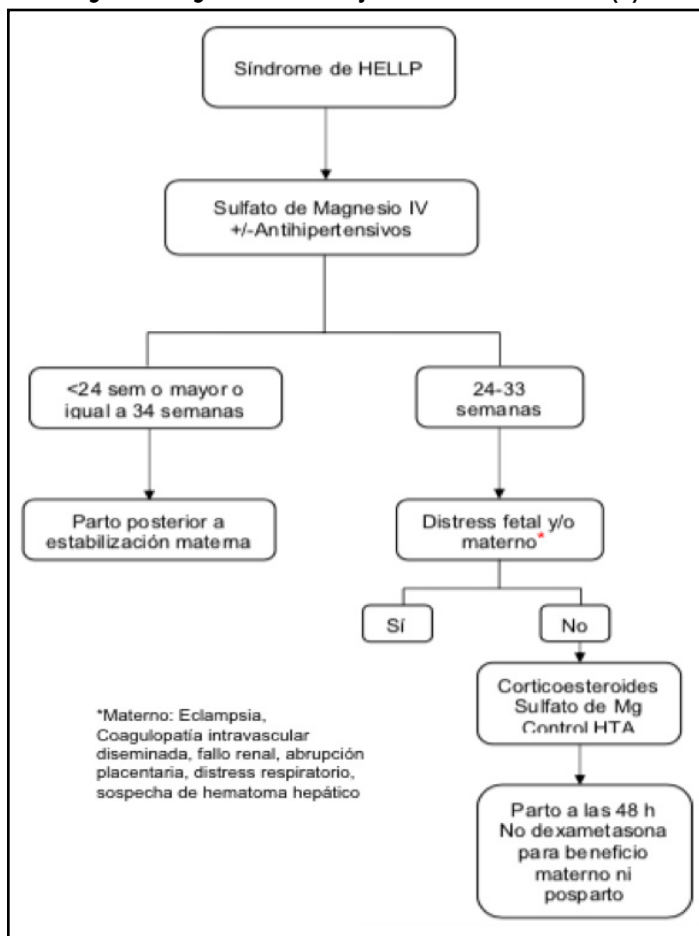 Síndrome de HELLP
Sulfato de Magnesio IV
+/-Antihipertensivos
<24 sem o mayor o
igual a 34 semanas
24-33
semanas
Parto posterior a
estabilización materna
Distress fetal y/o
materno*
Sí
No
Corticoesteroides
Sulfato de Mg
Control HTA
*Materno: Eclampsia,
Coagulopatía intravascular
diseminada, fallo renal, abrupción
placentaria, distress respiratorio,
sospecha de hematoma hepático
Parto a las 48 h
No dexametasona
para beneficio
materno ni
posparto